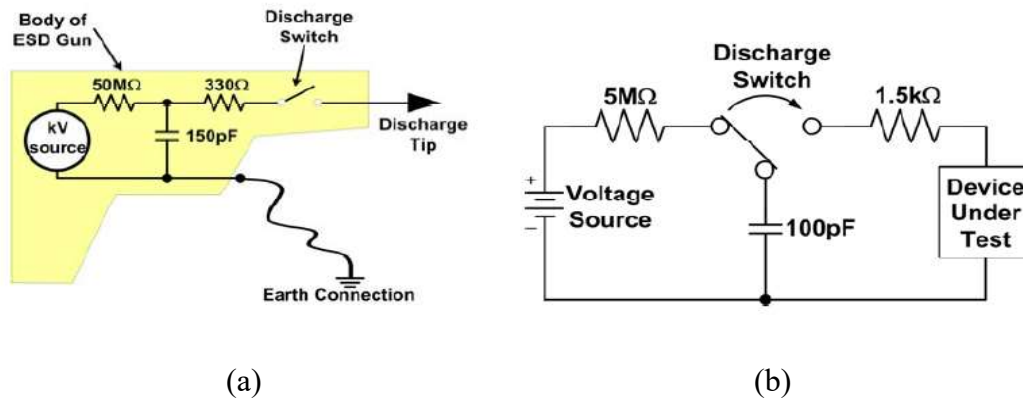 Body of
ESD Gun
Discharge
Switch
50MΩ
330Ω
kV
source
150pF
Discharge
Tip
Earth Connection
(a)
Discharge
Switch
5MΩ
1.5kΩ
+
Voltage
Source
−
100pF
Device
Under
Test
(b)